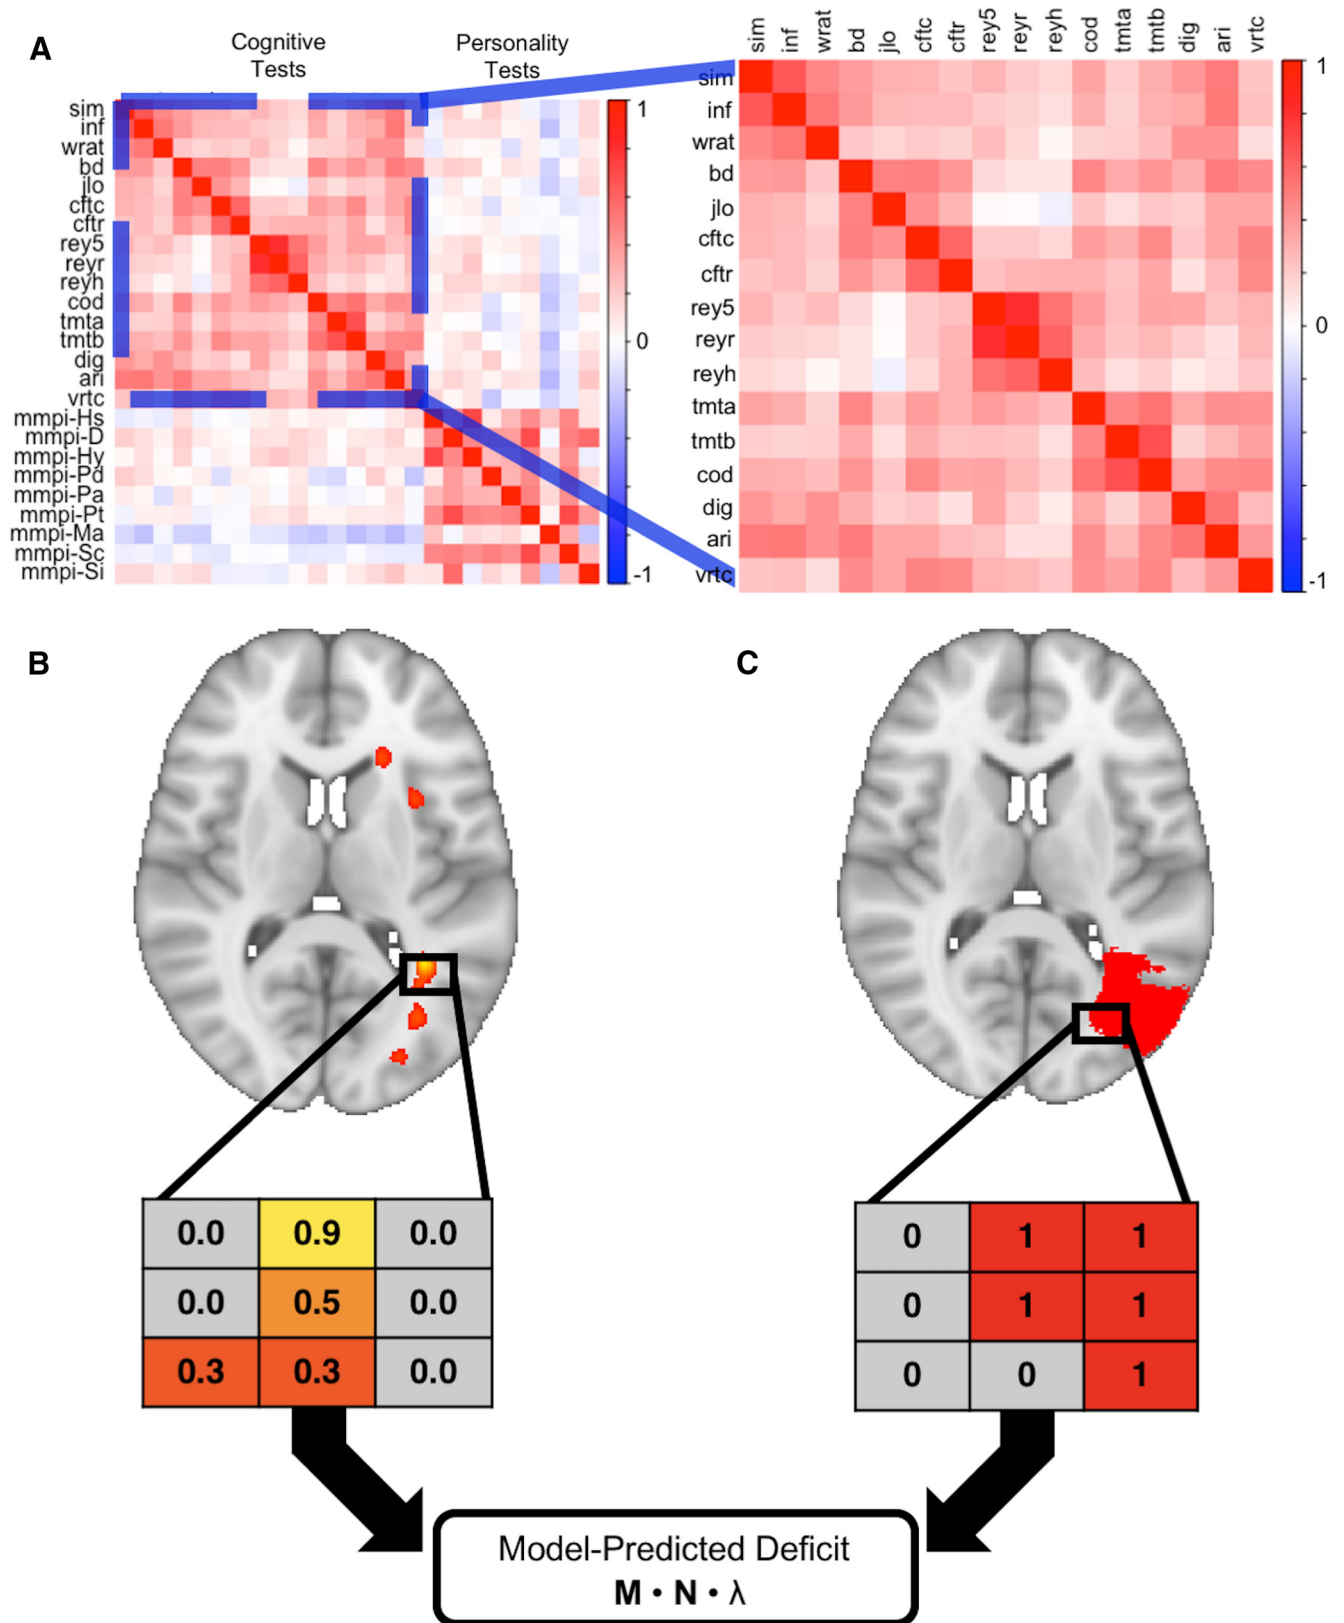 A
Cognitive
Tests
Personality
Tests
sim
inf
wrat
bd
jlo
cftc
cftr
rey5
reyr
reyh
cod
tmta
tmtb
dig
ari
vrtc
mmpi-Hs
mmpi-D
mmpi-Hy
mmpi-Pd
mmpi-Pa
mmpi-Pt
mmpi-Ma
mmpi-Sc
mmpi-Si
1
0
-1
sim inf wrat bd jlo cftc cftr rey5 reyr reyh cod tmta tmtb dig ari vrtc
sim
inf
wrat
bd
jlo
cftc
cftr
rey5
reyr
reyh
tmta
tmtb
cod
dig
ari
vrtc
1
0
-1
B
0.0 0.9 0.0
0.0 0.5 0.0
0.3 0.3 0.0
C
0 1 1
0 1 1
0 0 1
Model-Predicted Deficit
M • N • λ